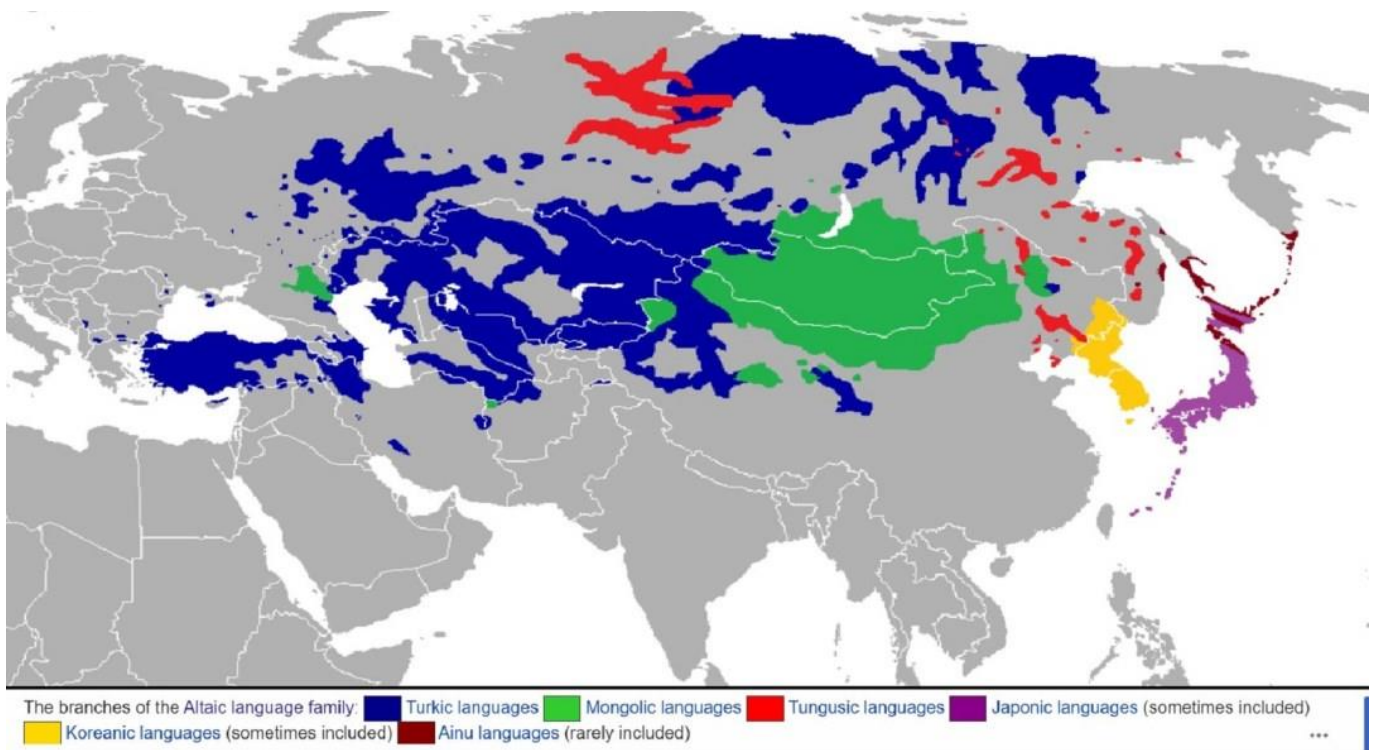 The branches of the Altaic language family: Turkic languages Mongolic languages Tungusic languages Japonic languages (sometimes included)
Koreanic languages (sometimes included) Ainu languages (rarely included) ...